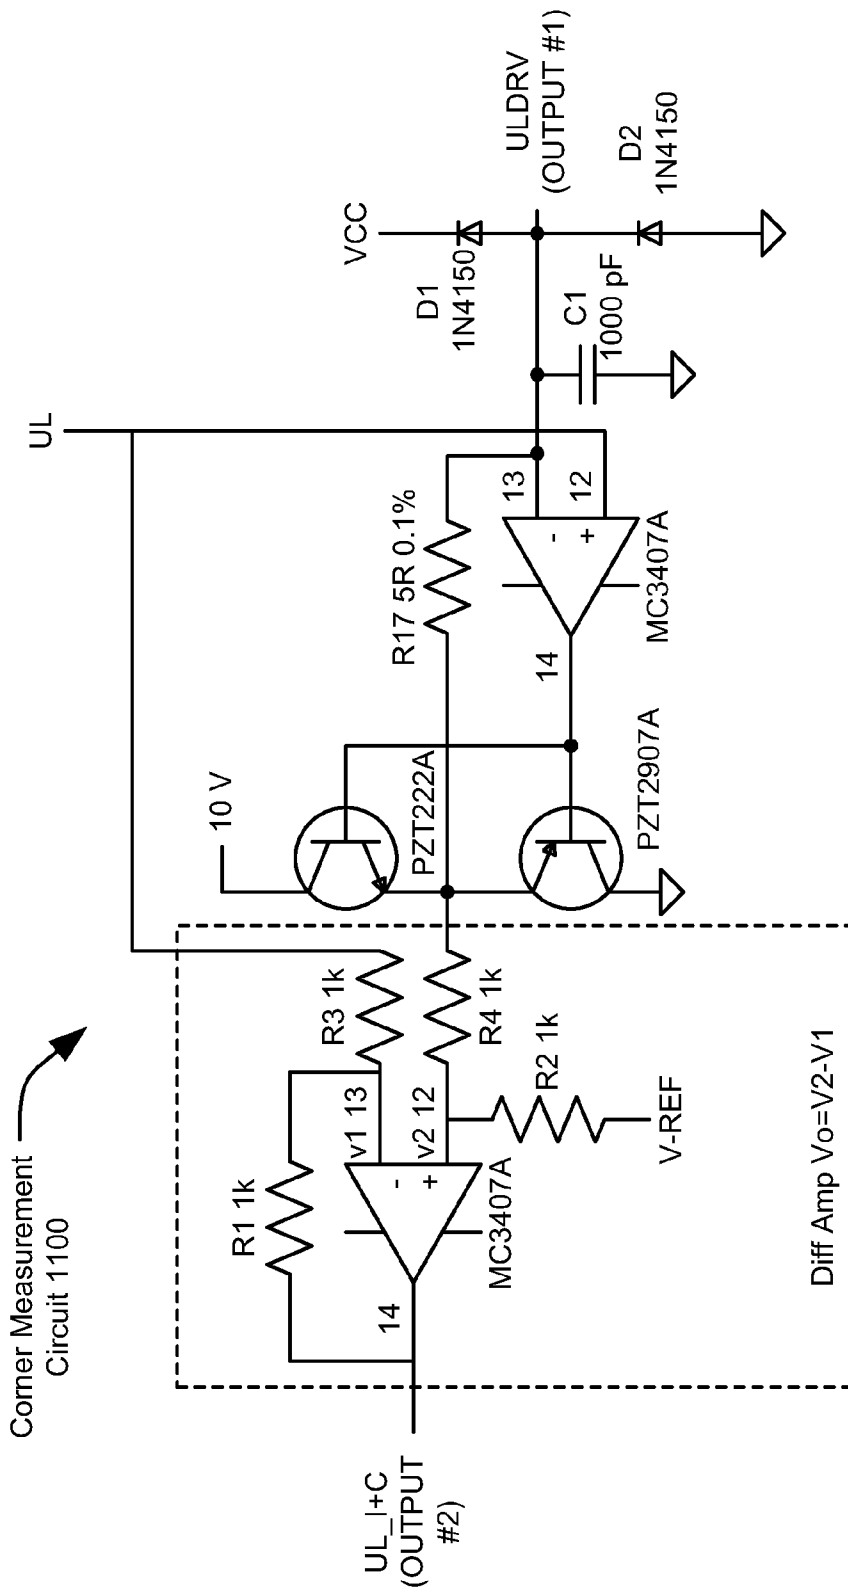 Corner Measurement
Circuit 1100
UL_I+C
(OUTPUT
#2)
14
R1 1k
MC3407A
-
+
v1 13
v2 12
R3 1k
R4 1k
R2 1k
V-REF
Diff Amp Vo=V2-V1
10 V
PZT222A
PZT2907A
R17 5R 0.1%
14
MC3407A
-
+
13
12
UL
C1
1000 pF
VCC
D1
1N4150
ULDRV
(OUTPUT #1)
D2
1N4150